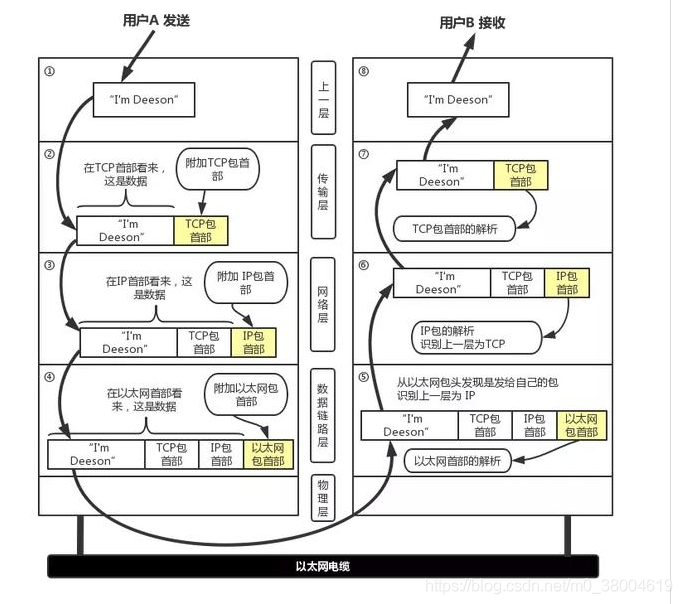 用户A 发送
用户B 接收
①
"I'm Deeson"
上一层
⑧
"I'm Deeson"
②
在TCP首部看来，
这是数据
附加TCP包首
部
"I'm
Deeson"
TCP包
首部
传输层
⑦
"I'm
Deeson"
TCP包
首部
TCP包首部的解析
③
在IP首部看来，这
是数据
附加 IP包首
部
"I'm
Deeson"
TCP包
首部
IP包
首部
网络层
⑥
"I'm
Deeson"
TCP包
首部
IP包
首部
IP包的解析
识别上一层为TCP
④
在以太网首部看
来，这是数据
附加以太网包
首部
"I'm
Deeson"
TCP包
首部
IP包
首部
以太网
包首部
数据链路层
⑤
从以太网包头发现是发给自己的包
识别上一层为 IP
"I'm
Deeson"
TCP包
首部
IP包
首部
以太网
包首部
以太网首部的解析
物理层
以太网电缆
https://blog.csdn.net/m0_38004619